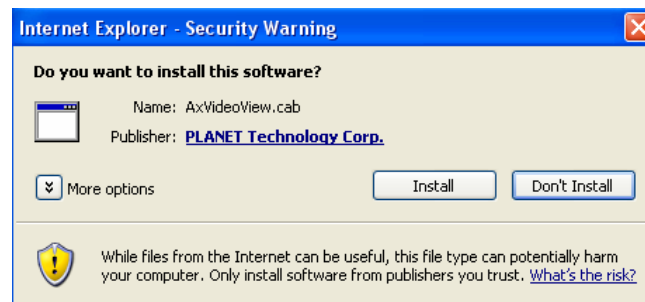 Internet Explorer - Security Warning
Do you want to install this software?
Name: AxVideoView.cab
Publisher: PLANET Technology Corp.
More options
Install
Don't Install
While files from the Internet can be useful, this file type can potentially harm
your computer. Only install software from publishers you trust. What's the risk?